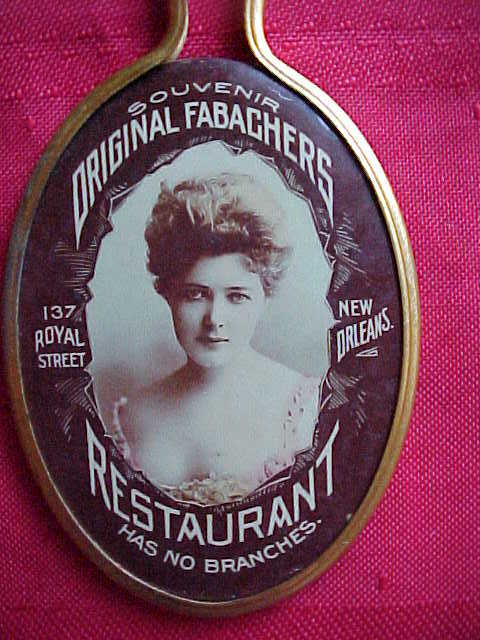 SOUVENIR
ORIGINAL FABACHERS
137
ROYAL
STREET
NEW
ORLEANS.
RESTAURANT
HAS NO BRANCHES.